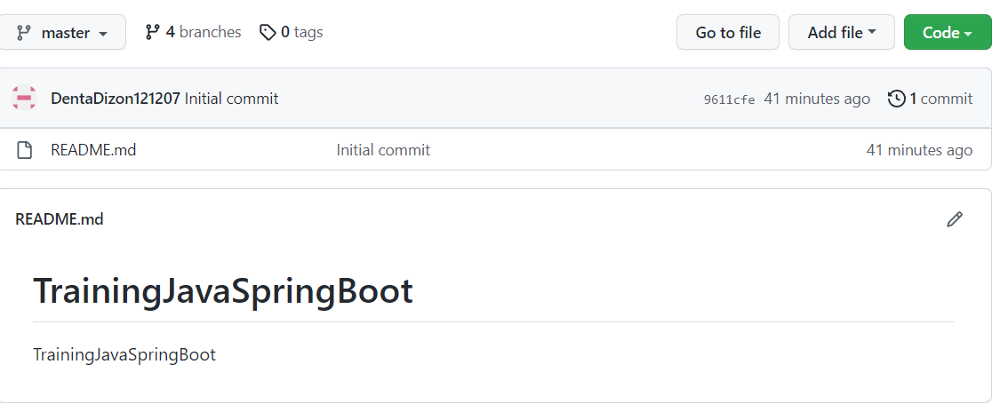 master 4 branches 0 tags Go to file Add file Code
DentaDizon121207 Initial commit 9611cfe 41 minutes ago 1 commit
README.md Initial commit 41 minutes ago
README.md
TrainingJavaSpringBoot
TrainingJavaSpringBoot